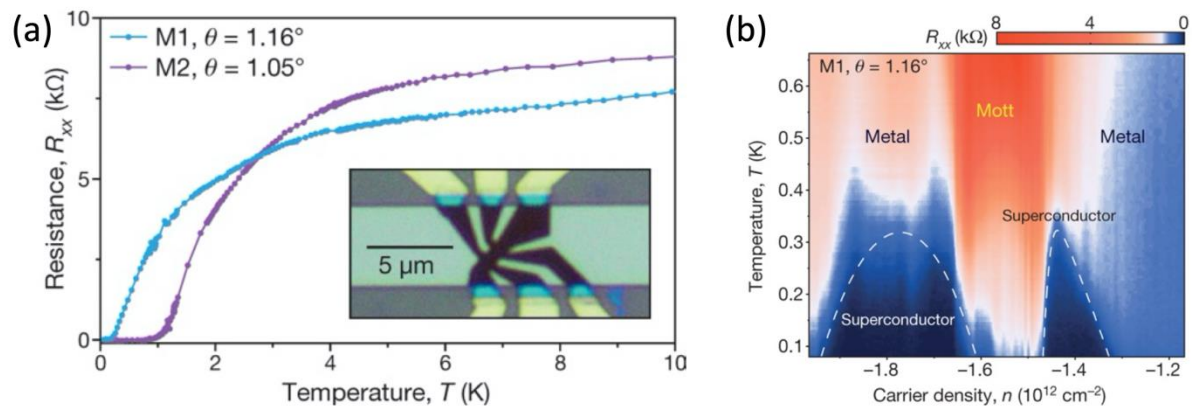 (a)
10
5
0
Resistance, Rxx (kΩ)
M1, θ = 1.16°
M2, θ = 1.05°
5 μm
0 2 4 6 8 10
Temperature, T (K)
(b)
Rxx (kΩ) 8 4 0
M1, θ = 1.16°
Mott
Metal Metal
Superconductor
Superconductor
0.6
0.5
0.4
0.3
0.2
0.1
Temperature, T (K)
−1.8 −1.6 −1.4 −1.2
Carrier density, n (10¹² cm⁻²)